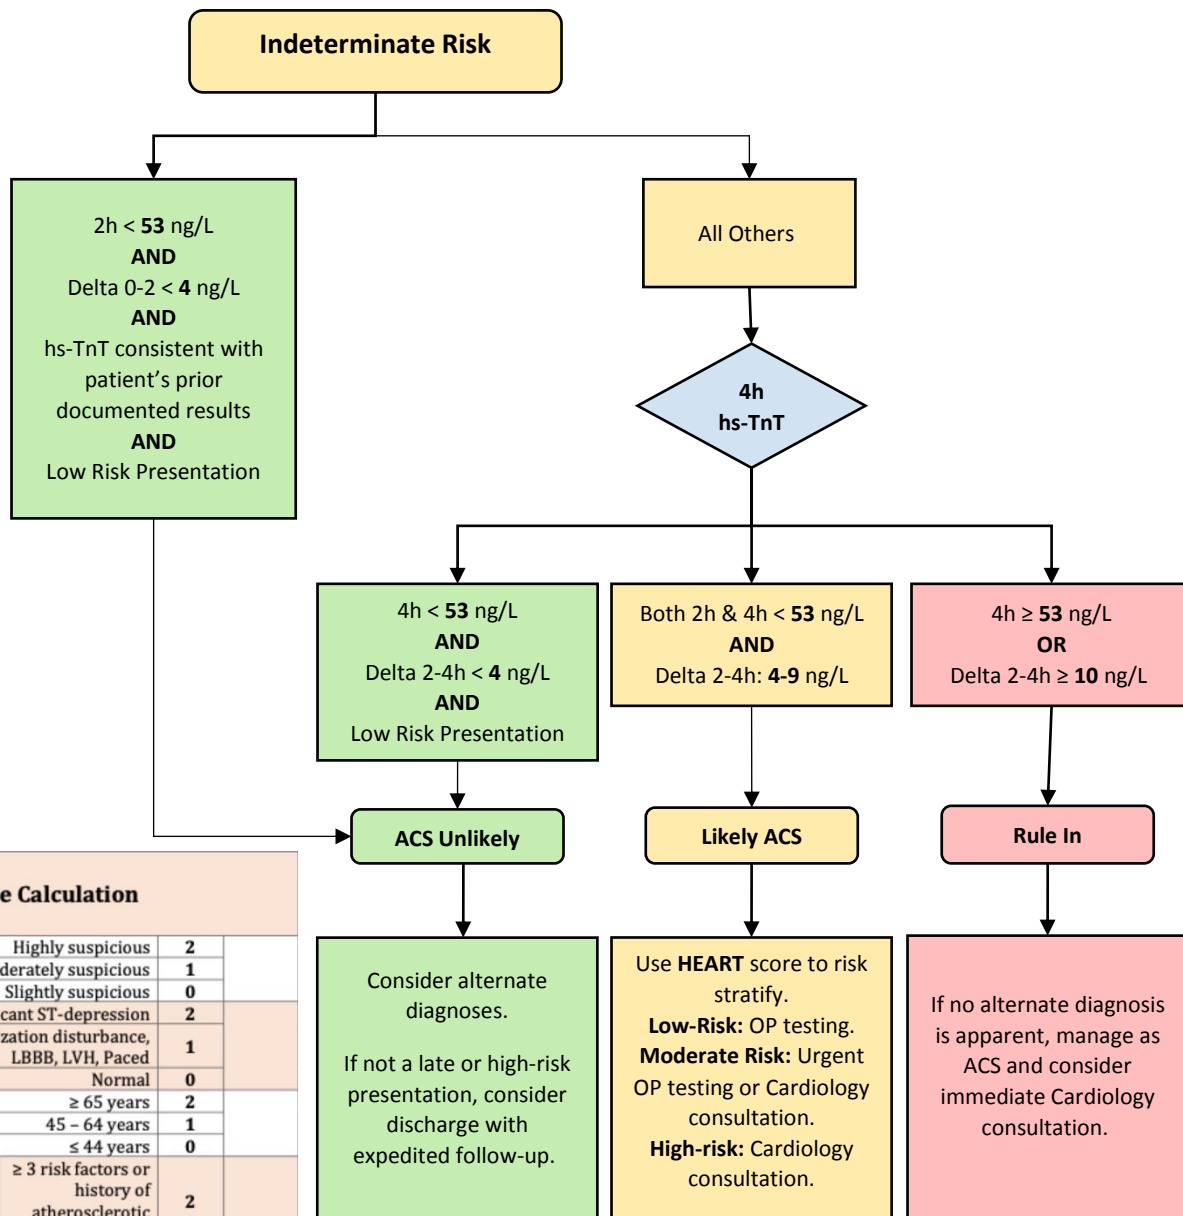 Indeterminate Risk
2h < 53 ng/L
AND
Delta 0-2 < 4 ng/L
AND
hs-TnT consistent with
patient’s prior
documented results
AND
Low Risk Presentation
All Others
4h
hs-TnT
4h < 53 ng/L
AND
Delta 2-4h < 4 ng/L
AND
Low Risk Presentation
Both 2h & 4h < 53 ng/L
AND
Delta 2-4h: 4-9 ng/L
4h ≥ 53 ng/L
OR
Delta 2-4h ≥ 10 ng/L
ACS Unlikely
Likely ACS
Rule In
Consider alternate
diagnoses.
If not a late or high-risk
presentation, consider
discharge with
expedited follow-up.
Use HEART score to risk
stratify.
Low-Risk: OP testing.
Moderate Risk: Urgent
OP testing or Cardiology
consultation.
High-risk: Cardiology
consultation.
If no alternate diagnosis
is apparent, manage as
ACS and consider
immediate Cardiology
consultation.
e Calculation
Highly suspicious 2
derately suspicious 1
Slightly suspicious 0
cant ST-depression 2
zation disturbance,
LBBB, LVH, Paced 1
Normal 0
≥ 65 years 2
45 – 64 years 1
≤ 44 years 0
≥ 3 risk factors or
history of 2
atherosclerotic